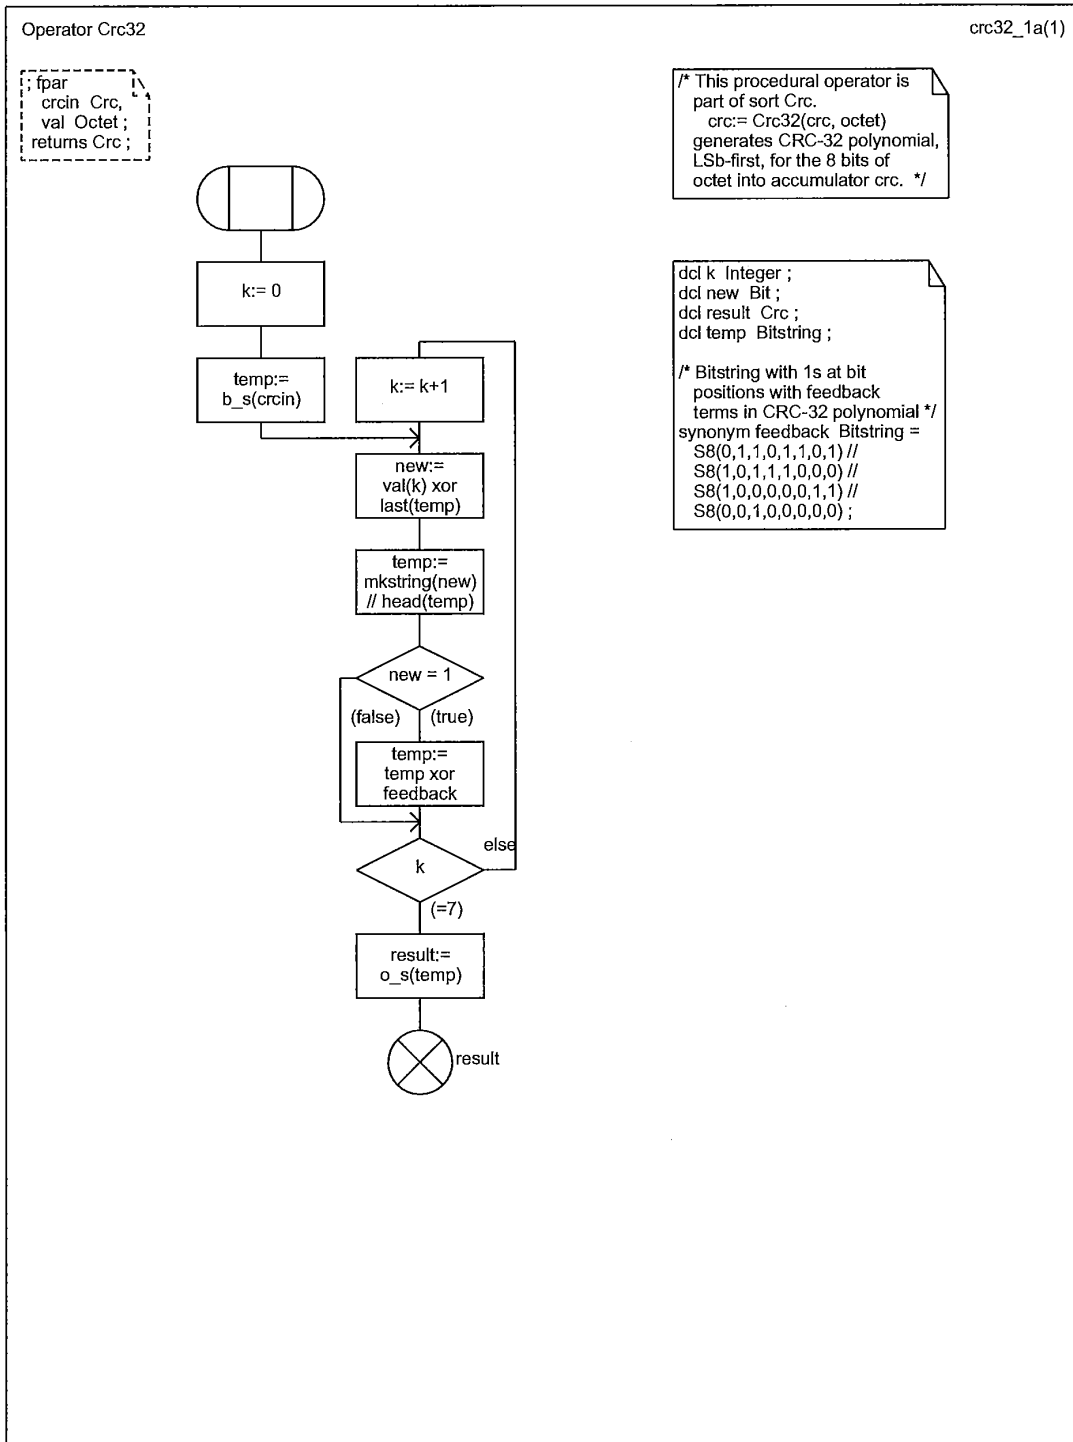 Operator Crc32
crc32_1a(1)
; fpar
crcin Crc,
val Octet ;
returns Crc ;
/* This procedural operator is
part of sort Crc.
crc:= Crc32(crc, octet)
generates CRC-32 polynomial,
LSb-first, for the 8 bits of
octet into accumulator crc. */
dcl k Integer ;
dcl new Bit ;
dcl result Crc ;
dcl temp Bitstring ;
/* Bitstring with 1s at bit
positions with feedback
terms in CRC-32 polynomial */
synonym feedback Bitstring =
S8(0,1,1,0,1,1,0,1) //
S8(1,0,1,1,1,0,0,0) //
S8(1,0,0,0,0,0,1,1) //
S8(0,0,1,0,0,0,0,0) ;
k:= 0
temp:=
b_s(crcin)
k:= k+1
new:=
val(k) xor
last(temp)
temp:=
mkstring(new)
// head(temp)
new = 1
(false)
(true)
temp:=
temp xor
feedback
else
k
(=7)
result:=
o_s(temp)
result